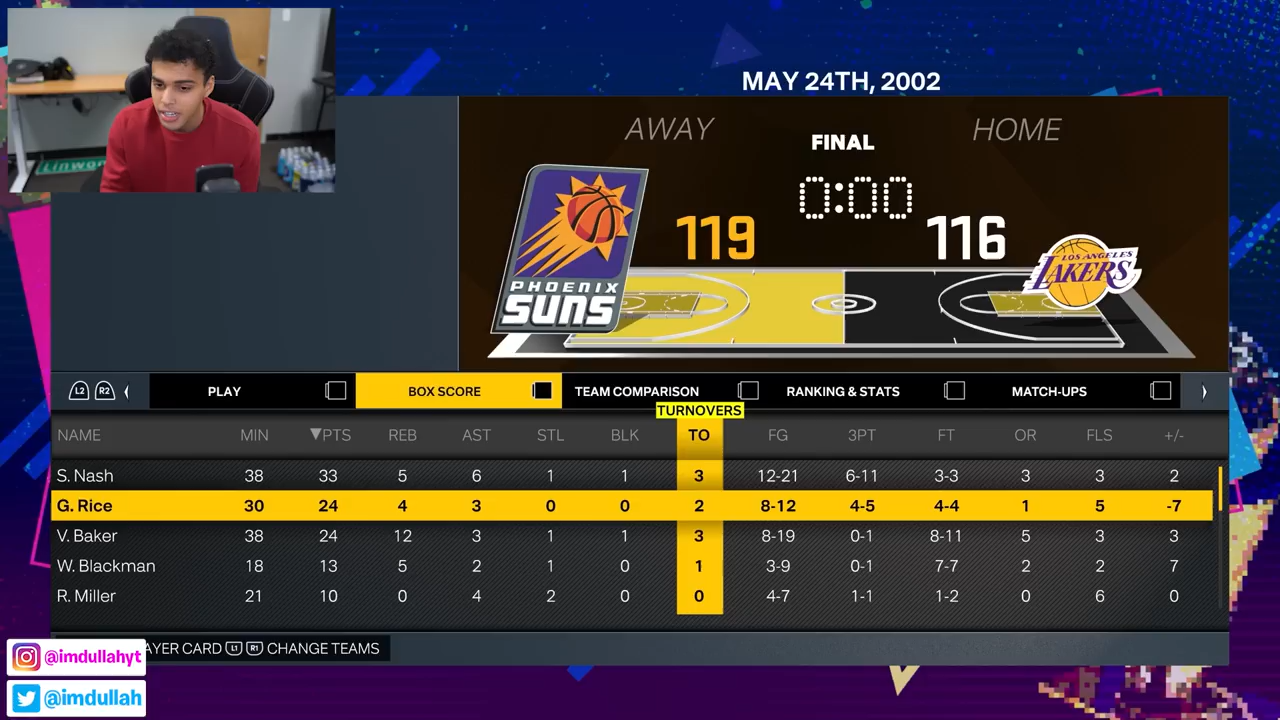 MAY 24TH, 2002
AWAY
FINAL
HOME
0:00
119
116
PHOENIX
SUNS
LOS ANGELES
LAKERS
Linwo
L2 R2 PLAY BOX SCORE TEAM COMPARISON RANKING & STATS MATCH-UPS
TURNOVERS
NAME MIN ▼PTS REB AST STL BLK TO FG 3PT FT OR FLS +/-
S. Nash 38 33 5 6 1 1 3 12-21 6-11 3-3 3 3 2
G. Rice 30 24 4 3 0 0 2 8-12 4-5 4-4 1 5 -7
V. Baker 38 24 12 3 1 1 3 8-19 0-1 8-11 5 3 3
W. Blackman 18 13 5 2 1 0 1 3-9 0-1 7-7 2 2 7
R. Miller 21 10 0 4 2 0 0 4-7 1-1 1-2 0 6 0
AYER CARD L1 R1 CHANGE TEAMS
@imdullahyt
@imdullah